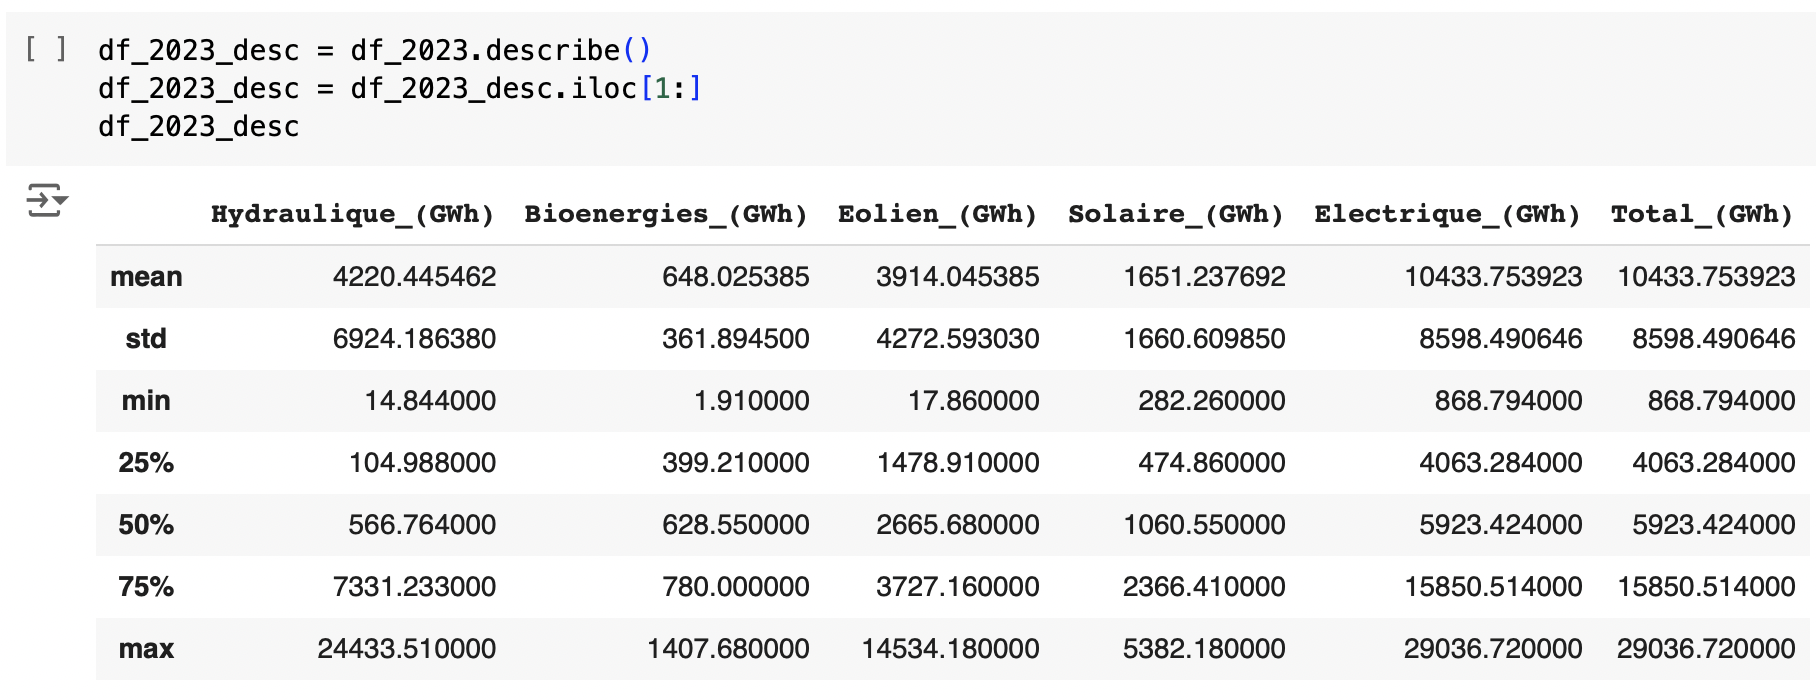 [ ] df_2023_desc = df_2023.describe()
df_2023_desc = df_2023_desc.iloc[1:]
df_2023_desc
Hydraulique_(GWh) Bioenergies_(GWh) Eolien_(GWh) Solaire_(GWh) Electrique_(GWh) Total_(GWh)
mean 4220.445462 648.025385 3914.045385 1651.237692 10433.753923 10433.753923
std 6924.186380 361.894500 4272.593030 1660.609850 8598.490646 8598.490646
min 14.844000 1.910000 17.860000 282.260000 868.794000 868.794000
25% 104.988000 399.210000 1478.910000 474.860000 4063.284000 4063.284000
50% 566.764000 628.550000 2665.680000 1060.550000 5923.424000 5923.424000
75% 7331.233000 780.000000 3727.160000 2366.410000 15850.514000 15850.514000
max 24433.510000 1407.680000 14534.180000 5382.180000 29036.720000 29036.720000